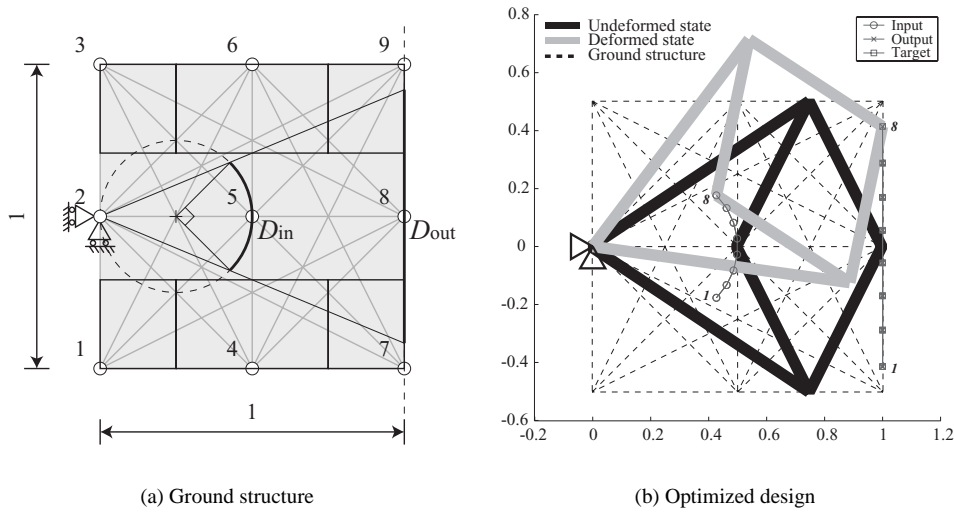 3 6 9
2 5 8
D_in D_out
1
1 4 7
1
(a) Ground structure
0.8
0.6
0.4
0.2
0
-0.2
-0.4
-0.6
-0.2 0 0.2 0.4 0.6 0.8 1 1.2
Undeformed state
Deformed state
Ground structure
Input
Output
Target
8
8
1
1
(b) Optimized design